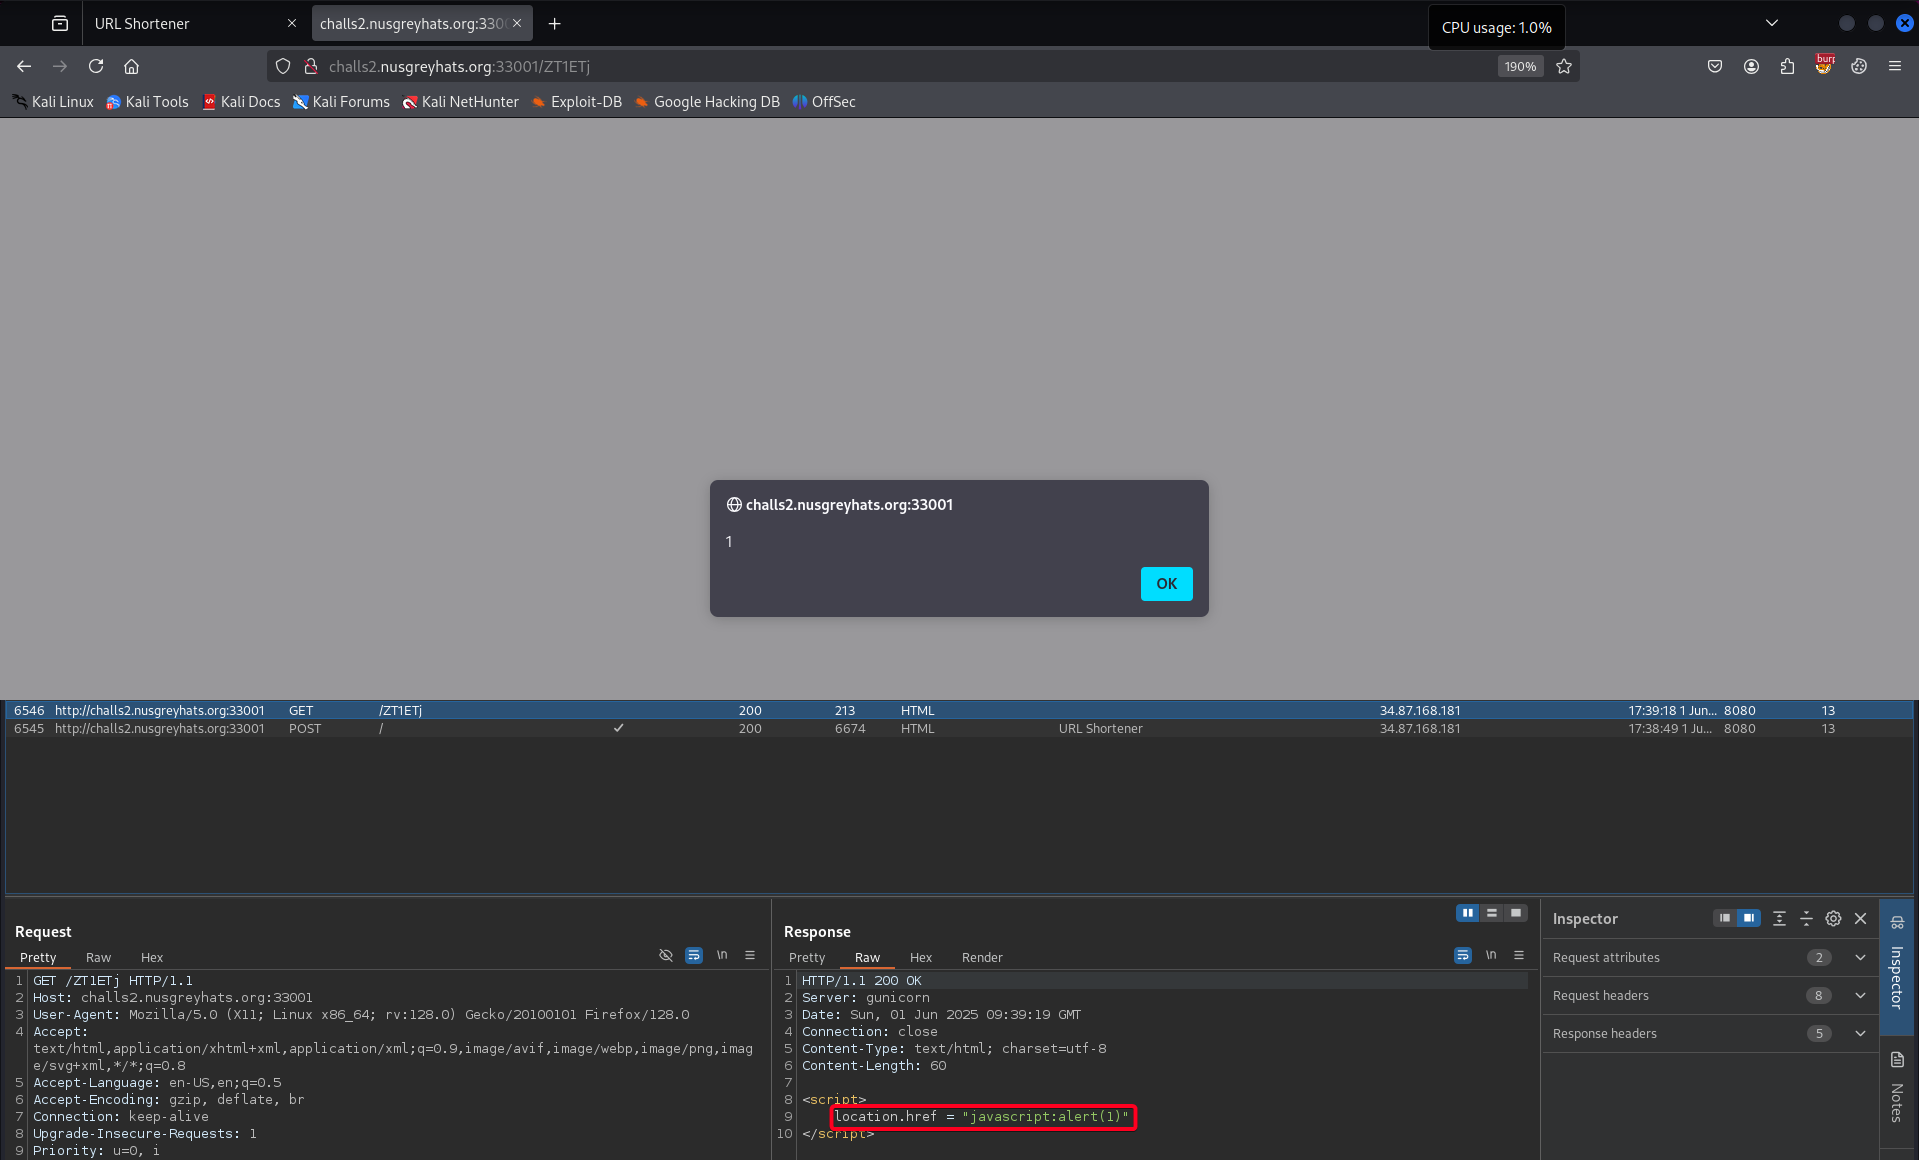 URL Shortener
challs2.nusgreyhats.org:330
CPU usage: 1.0%
challs2.nusgreyhats.org:33001/ZT1ETj
190%
burp
Kali Linux Kali Tools Kali Docs Kali Forums Kali NetHunter Exploit-DB Google Hacking DB OffSec
challs2.nusgreyhats.org:33001
1
OK
6546 http://challs2.nusgreyhats.org:33001 GET /ZT1ETj 200 213 HTML 34.87.168.181 17:39:18 1 Jun... 8080 13
6545 http://challs2.nusgreyhats.org:33001 POST / ✓ 200 6674 HTML URL Shortener 34.87.168.181 17:38:49 1 Ju... 8080 13
Request
Pretty Raw Hex
\n
1 GET /ZT1ETj HTTP/1.1
2 Host: challs2.nusgreyhats.org:33001
3 User-Agent: Mozilla/5.0 (X11; Linux x86_64; rv:128.0) Gecko/20100101 Firefox/128.0
4 Accept:
text/html,application/xhtml+xml,application/xml;q=0.9,image/avif,image/webp,image/png,imag
e/svg+xml,*/*;q=0.8
5 Accept-Language: en-US,en;q=0.5
6 Accept-Encoding: gzip, deflate, br
7 Connection: keep-alive
8 Upgrade-Insecure-Requests: 1
9 Priority: u=0, i
Response
Pretty Raw Hex Render
\n
1 HTTP/1.1 200 OK
2 Server: gunicorn
3 Date: Sun, 01 Jun 2025 09:39:19 GMT
4 Connection: close
5 Content-Type: text/html; charset=utf-8
6 Content-Length: 60
7
8 <script>
9 location.href = "javascript:alert(1)"
10 </script>
Inspector
Request attributes 2
Request headers 8
Response headers 5
Inspector
Notes